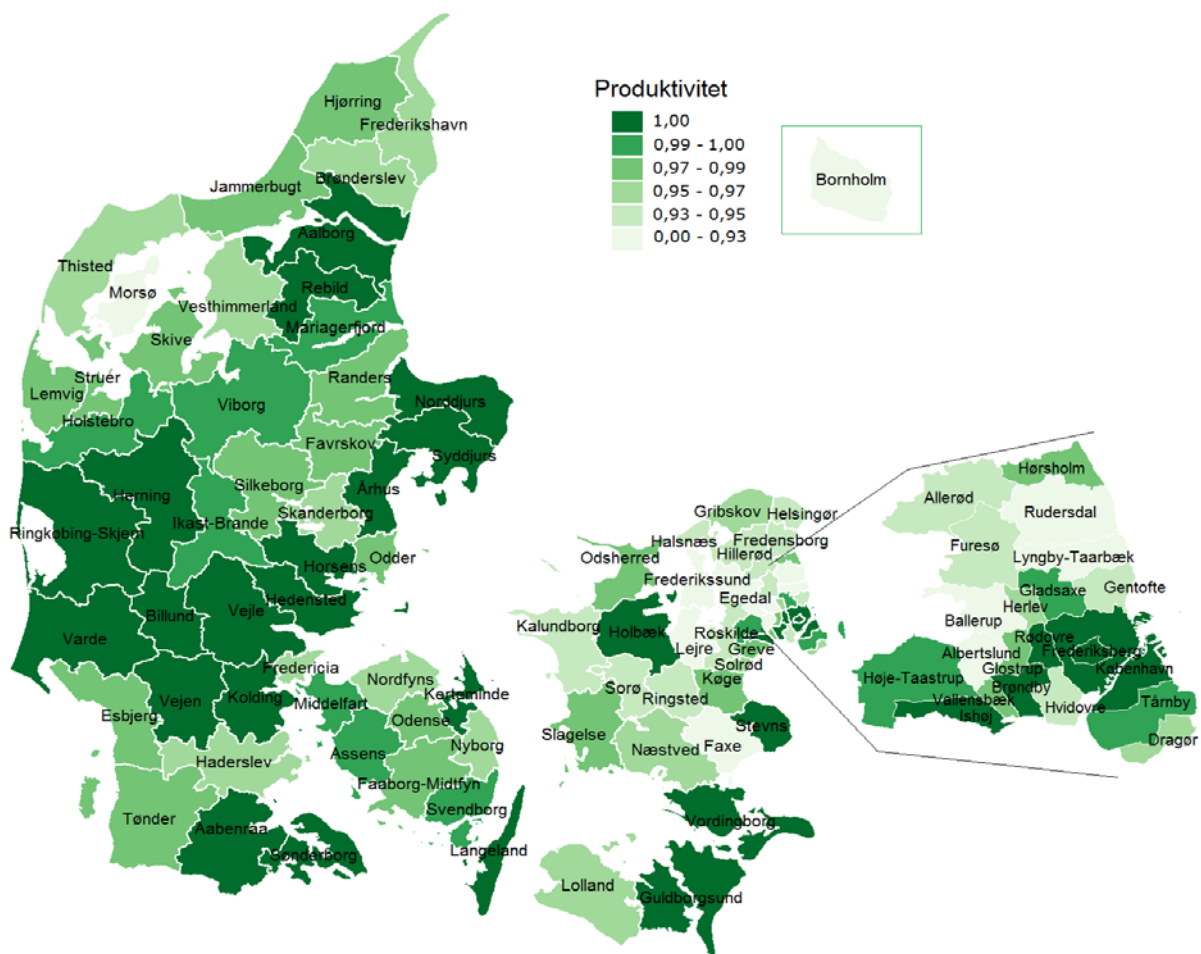 Produktivitet
1,00
0,99 - 1,00
0,97 - 0,99
0,95 - 0,97
0,93 - 0,95
0,00 - 0,93
Bornholm
Hjørring
Frederikshavn
Brønderslev
Jammerbugt
Aalborg
Thisted
Morsø
Rebild
Vesthimmerland
Mariagerfjord
Skive
Struer
Lemvig
Randers
Viborg
Norddjurs
Holstebro
Favrskov
Syddjurs
Herning
Silkeborg
Århus
Skanderborg
Ikast-Brande
Ringkøbing-Skjern
Odder
Horsens
Hedensted
Billund
Vejle
Varde
Fredericia
Vejen
Kolding
Nordfyns
Kerteminde
Middelfart
Esbjerg
Odense
Nyborg
Assens
Haderslev
Faaborg-Midtfyn
Svendborg
Tønder
Aabenraa
Sønderborg
Langeland
Gribskov
Helsingør
Halsnæs
Fredensborg
Hillerød
Odsherred
Frederikssund
Egedal
Kalundborg
Holbæk
Roskilde
Lejre
Greve
Solrød
Køge
Sorø
Ringsted
Stevns
Slagelse
Næstved
Faxe
Vordingborg
Lolland
Guldborgsund
Hørsholm
Allerød
Rudersdal
Furesø
Lyngby-Taarbæk
Gladsaxe
Gentofte
Herlev
Ballerup
Rødovre
Frederiksberg
Albertslund
Glostrup
København
Høje-Taastrup
Brøndby
Vallensbæk
Hvidovre
Tårnby
Ishøj
Dragør